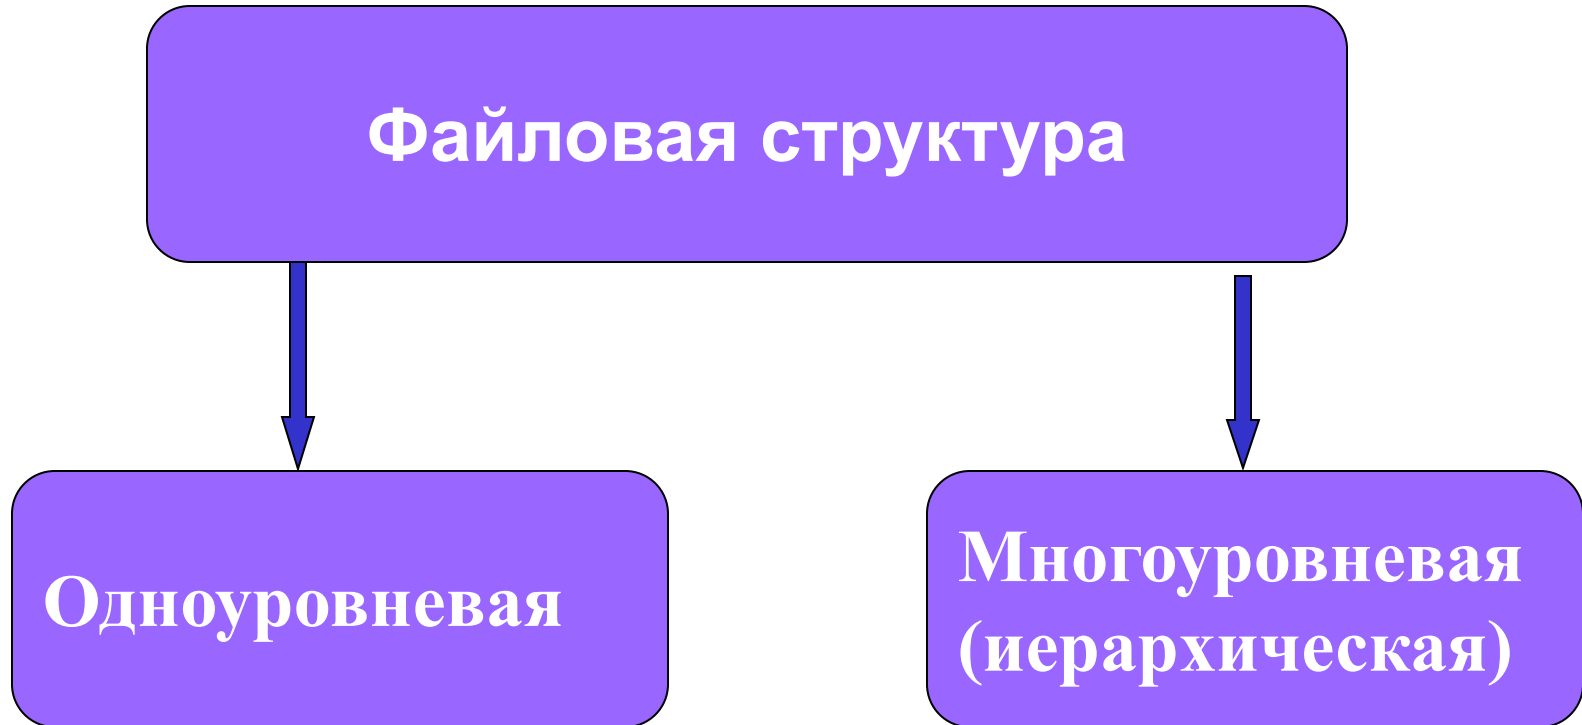 Файловая структура
Одноуровневая
Многоуровневая
(иерархическая)